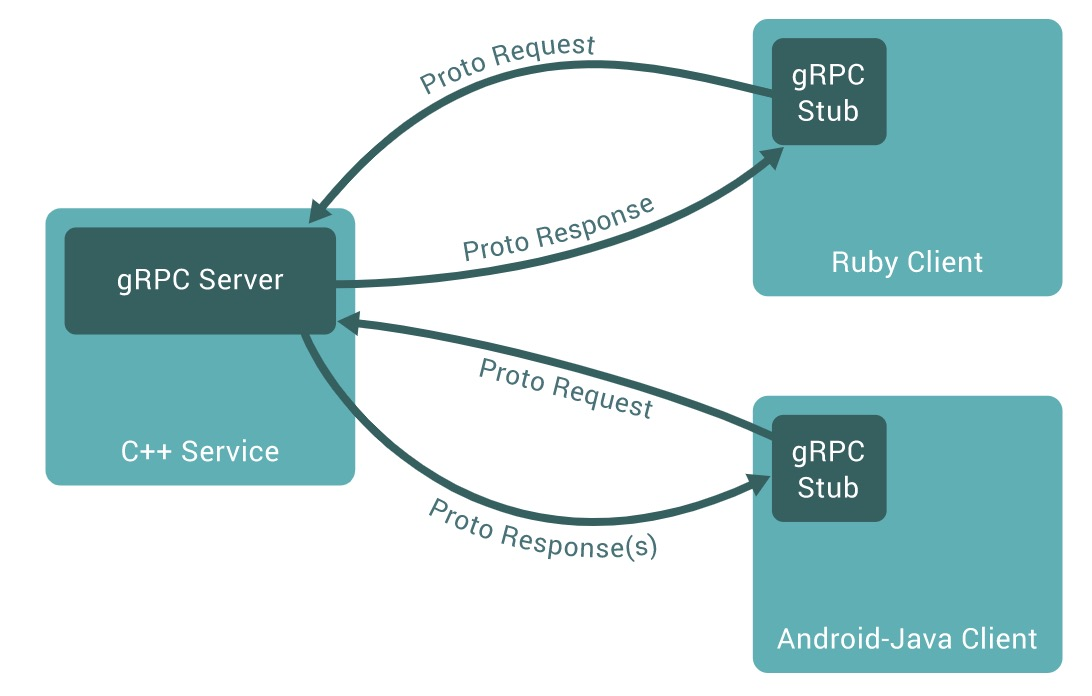 Proto Request
gRPC
Stub
Ruby Client
Proto Response
gRPC Server
C++ Service
Proto Request
gRPC
Stub
Android-Java Client
Proto Response(s)